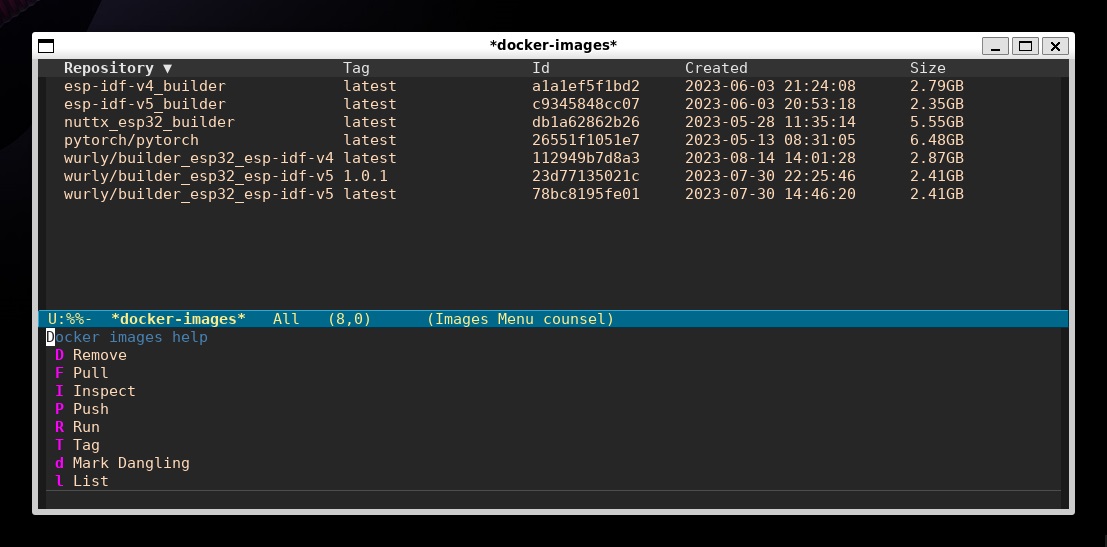 *docker-images*
Repository ▼ Tag Id Created Size
esp-idf-v4_builder latest a1a1ef5f1bd2 2023-06-03 21:24:08 2.79GB
esp-idf-v5_builder latest c9345848cc07 2023-06-03 20:53:18 2.35GB
nuttx_esp32_builder latest db1a62862b26 2023-05-28 11:35:14 5.55GB
pytorch/pytorch latest 26551f1051e7 2023-05-13 08:31:05 6.48GB
wurly/builder_esp32_esp-idf-v4 latest 112949b7d8a3 2023-08-14 14:01:28 2.87GB
wurly/builder_esp32_esp-idf-v5 1.0.1 23d77135021c 2023-07-30 22:25:46 2.41GB
wurly/builder_esp32_esp-idf-v5 latest 78bc8195fe01 2023-07-30 14:46:20 2.41GB
U:%%- *docker-images* All (8,0) (Images Menu counsel)
Docker images help
D Remove
F Pull
I Inspect
P Push
R Run
T Tag
d Mark Dangling
l List